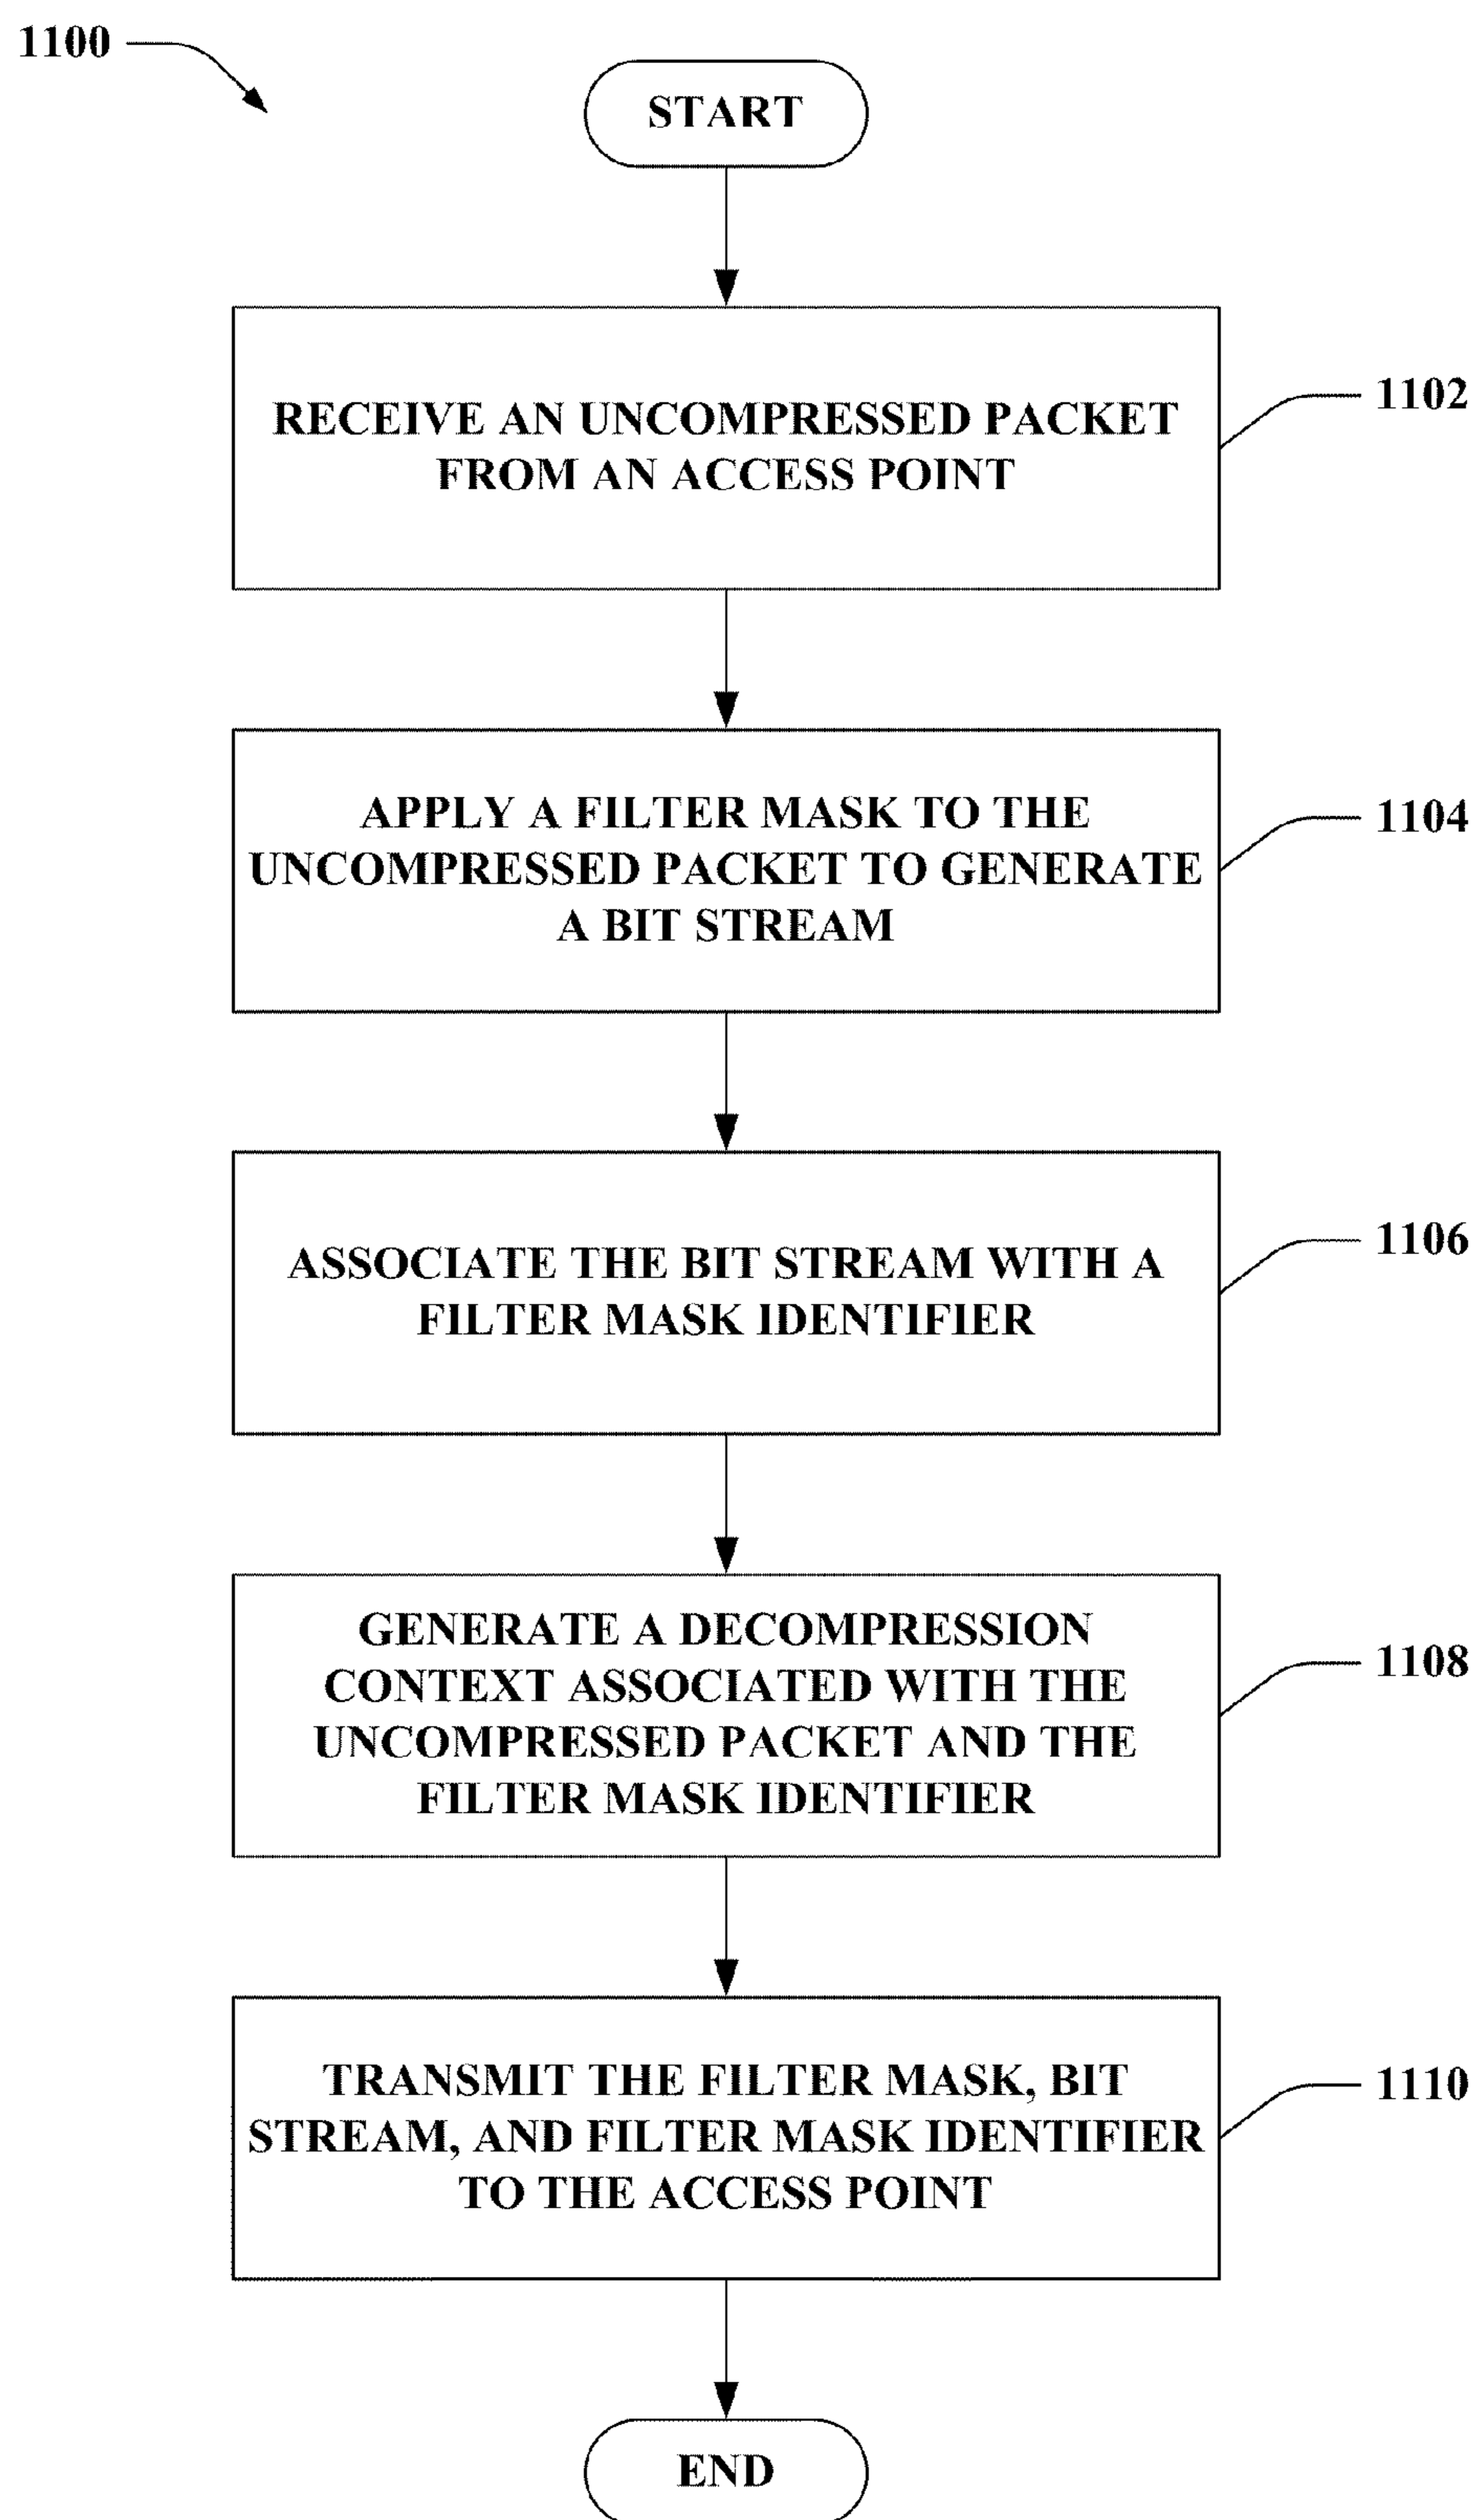 1100
START
RECEIVE AN UNCOMPRESSED PACKET
FROM AN ACCESS POINT
1102
APPLY A FILTER MASK TO THE
UNCOMPRESSED PACKET TO GENERATE
A BIT STREAM
1104
ASSOCIATE THE BIT STREAM WITH A
FILTER MASK IDENTIFIER
1106
GENERATE A DECOMPRESSION
CONTEXT ASSOCIATED WITH THE
UNCOMPRESSED PACKET AND THE
FILTER MASK IDENTIFIER
1108
TRANSMIT THE FILTER MASK, BIT
STREAM, AND FILTER MASK IDENTIFIER
TO THE ACCESS POINT
1110
END